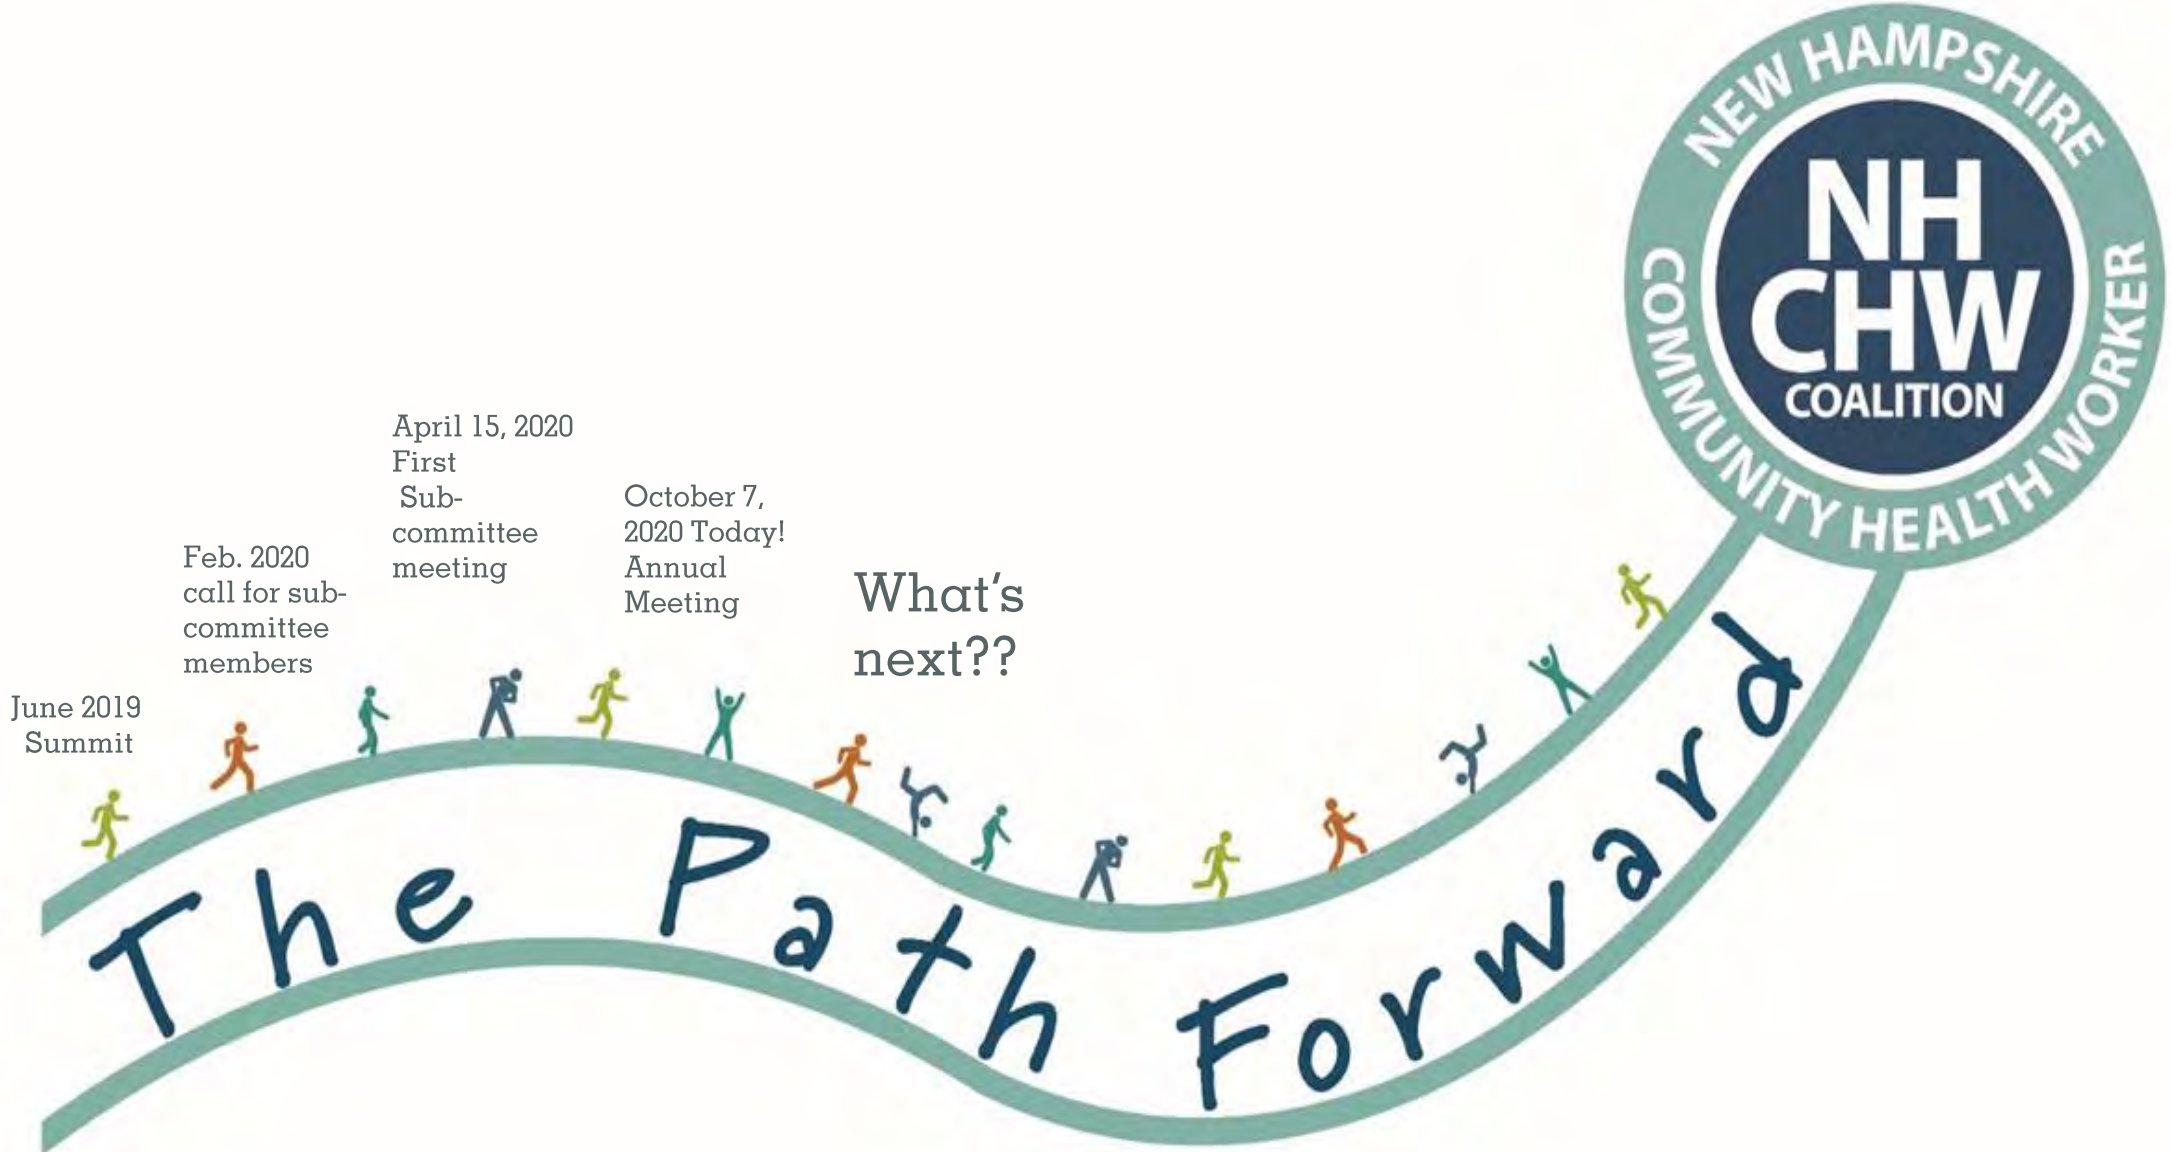 June 2019
Summit
Feb. 2020
call for sub-
committee
members
April 15, 2020
First
Sub-
committee
meeting
October 7,
2020 Today!
Annual
Meeting
What's
next??
The Path Forward
NEW HAMPSHIRE
COMMUNITY HEALTH WORKER
NH
CHW
COALITION